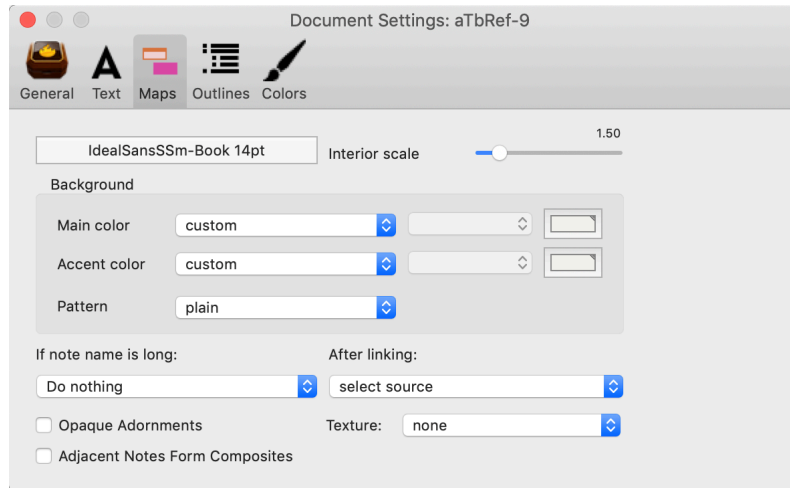 Document Settings: aTbRef-9
General Text Maps Outlines Colors
1.50
IdealSansSSm-Book 14pt Interior scale
Background
Main color custom
Accent color custom
Pattern plain
If note name is long: After linking:
Do nothing select source
Opaque Adornments Texture: none
Adjacent Notes Form Composites